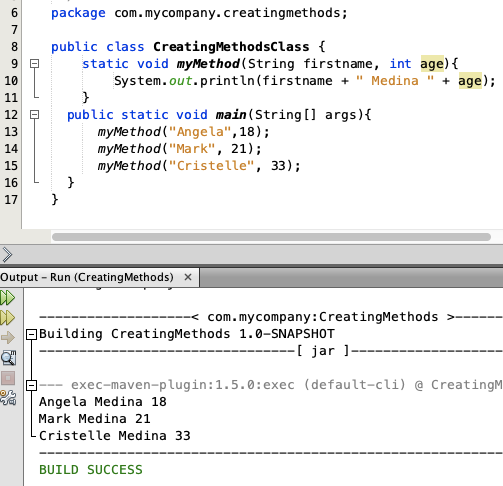 6 package com.mycompany.creatingmethods;
7
8 public class CreatingMethodsClass {
9 static void myMethod(String firstname, int age){
10 System.out.println(firstname + " Medina " + age);
11 }
12 public static void main(String[] args){
13 myMethod("Angela",18);
14 myMethod("Mark", 21);
15 myMethod("Cristelle", 33);
16 }
17 }
Output – Run (CreatingMethods) ×
--------------------< com.mycompany:CreatingMethods >------
Building CreatingMethods 1.0-SNAPSHOT
---------------------------------[ jar ]--------------------
--- exec-maven-plugin:1.5.0:exec (default-cli) @ CreatingM
Angela Medina 18
Mark Medina 21
Cristelle Medina 33
------------------------------------------------------------
BUILD SUCCESS